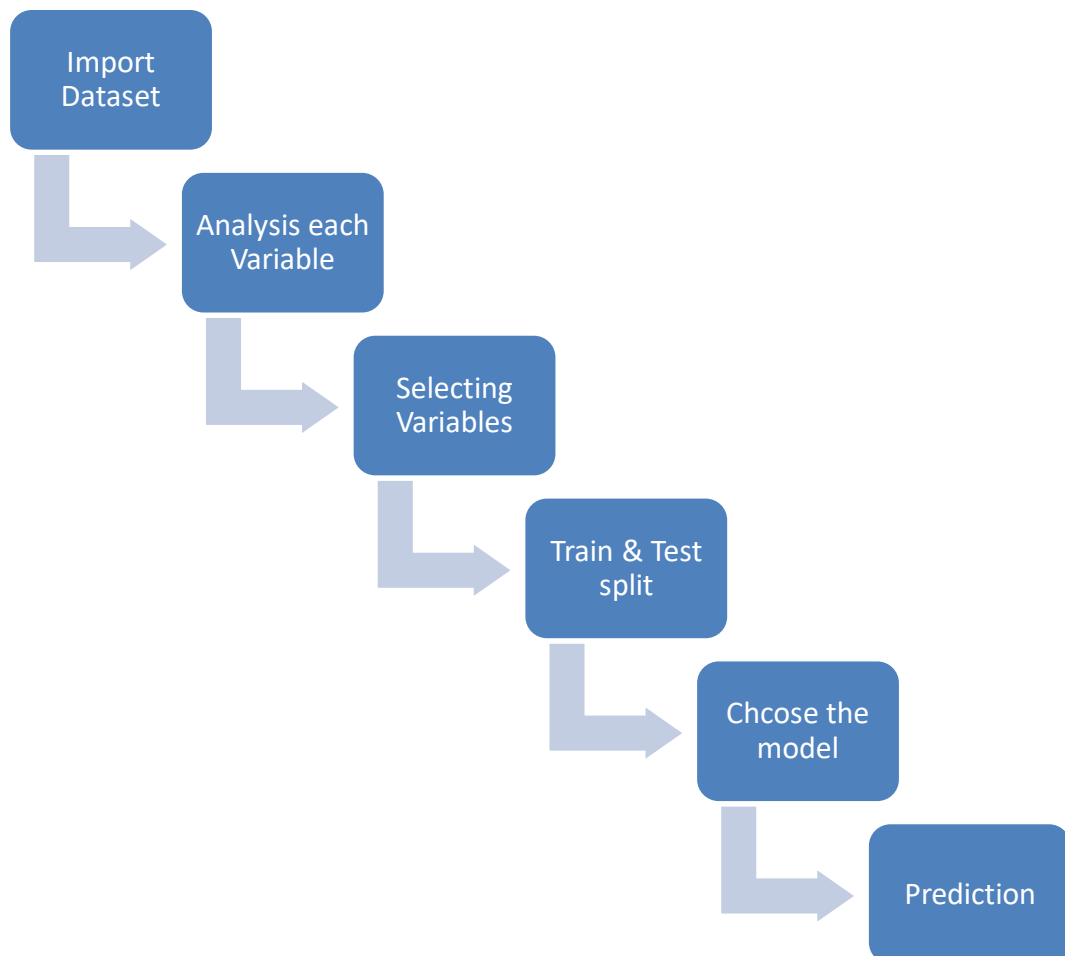 Import
Dataset
Analysis each
Variable
Selecting
Variables
Train & Test
split
Chcose the
model
Prediction